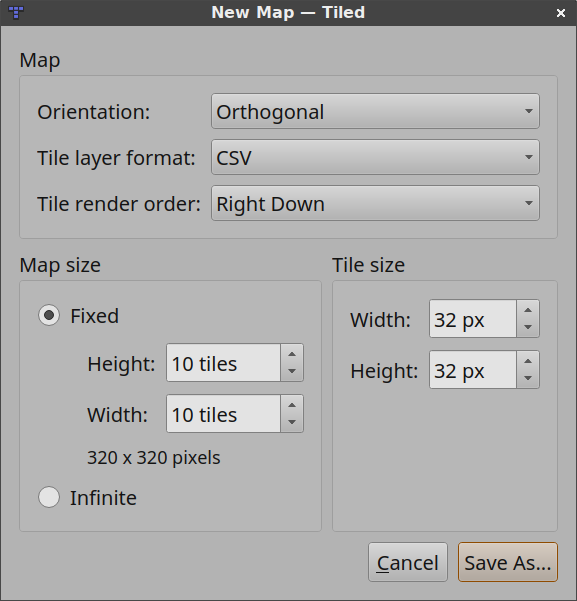 New Map — Tiled
Map
Orientation: Orthogonal
Tile layer format: CSV
Tile render order: Right Down
Map size
Fixed
Height: 10 tiles
Width: 10 tiles
320 x 320 pixels
Infinite
Tile size
Width: 32 px
Height: 32 px
Cancel Save As...